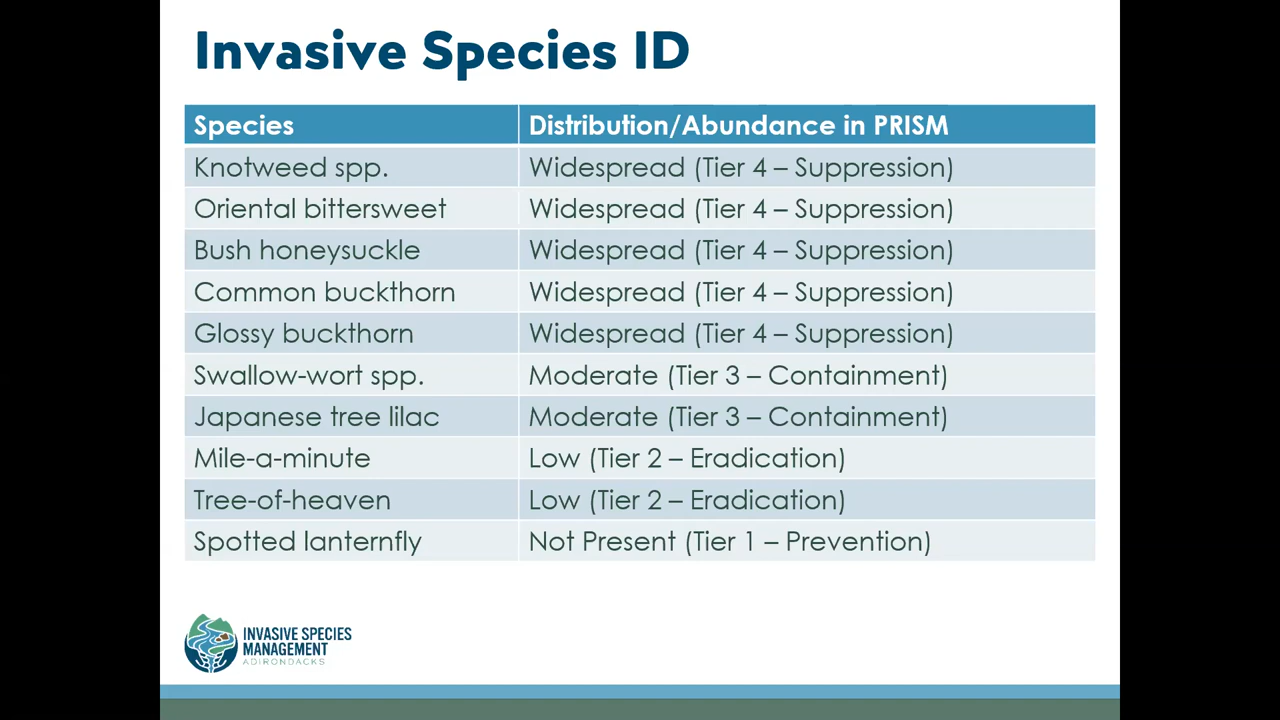 Invasive Species ID
Species Distribution/Abundance in PRISM
Knotweed spp. Widespread (Tier 4 – Suppression)
Oriental bittersweet Widespread (Tier 4 – Suppression)
Bush honeysuckle Widespread (Tier 4 – Suppression)
Common buckthorn Widespread (Tier 4 – Suppression)
Glossy buckthorn Widespread (Tier 4 – Suppression)
Swallow-wort spp. Moderate (Tier 3 – Containment)
Japanese tree lilac Moderate (Tier 3 – Containment)
Mile-a-minute Low (Tier 2 – Eradication)
Tree-of-heaven Low (Tier 2 – Eradication)
Spotted lanternfly Not Present (Tier 1 – Prevention)
INVASIVE SPECIES
MANAGEMENT
ADIRONDACKS